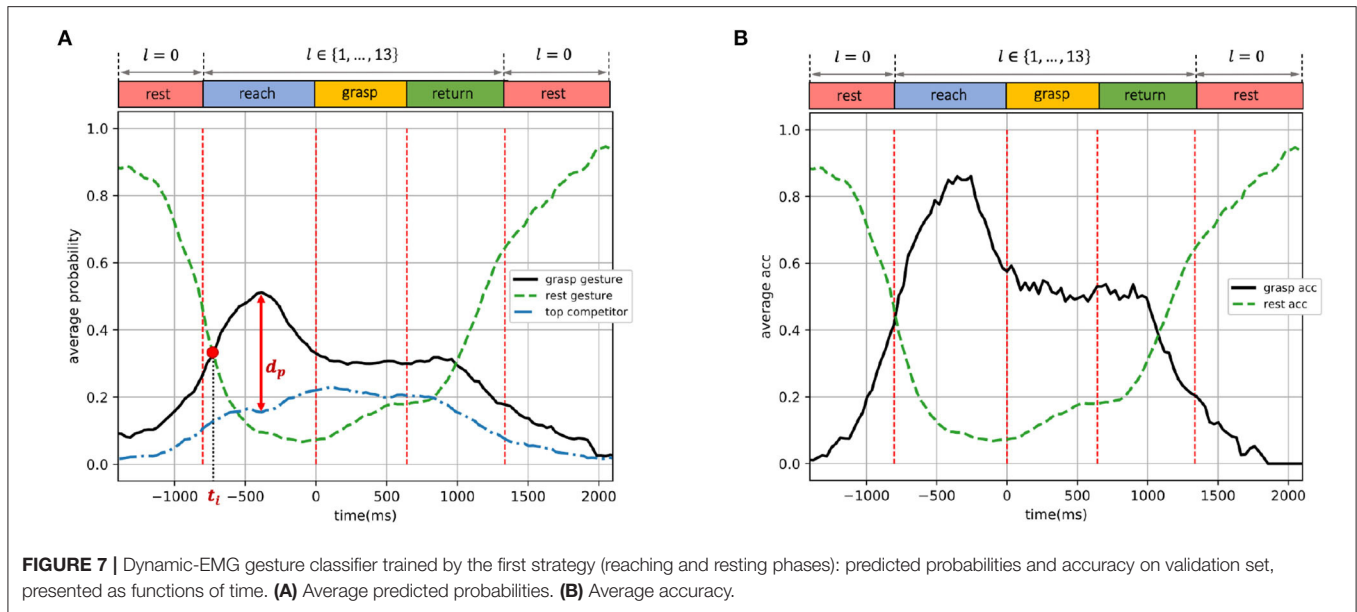 A
l = 0
l ∈ {1, ..., 13}
l = 0
rest
reach
grasp
return
rest
1.0
0.8
0.6
0.4
0.2
0.0
average probability
grasp gesture
rest gesture
top competitor
d_p
−1000
−500
0
500
1000
1500
2000
t_i
time(ms)
B
l = 0
l ∈ {1, ..., 13}
l = 0
rest
reach
grasp
return
rest
1.0
0.8
0.6
0.4
0.2
0.0
average acc
grasp acc
rest acc
−1000
−500
0
500
1000
1500
2000
time(ms)
FIGURE 7 | Dynamic-EMG gesture classifier trained by the first strategy (reaching and resting phases): predicted probabilities and accuracy on validation set,
presented as functions of time. (A) Average predicted probabilities. (B) Average accuracy.